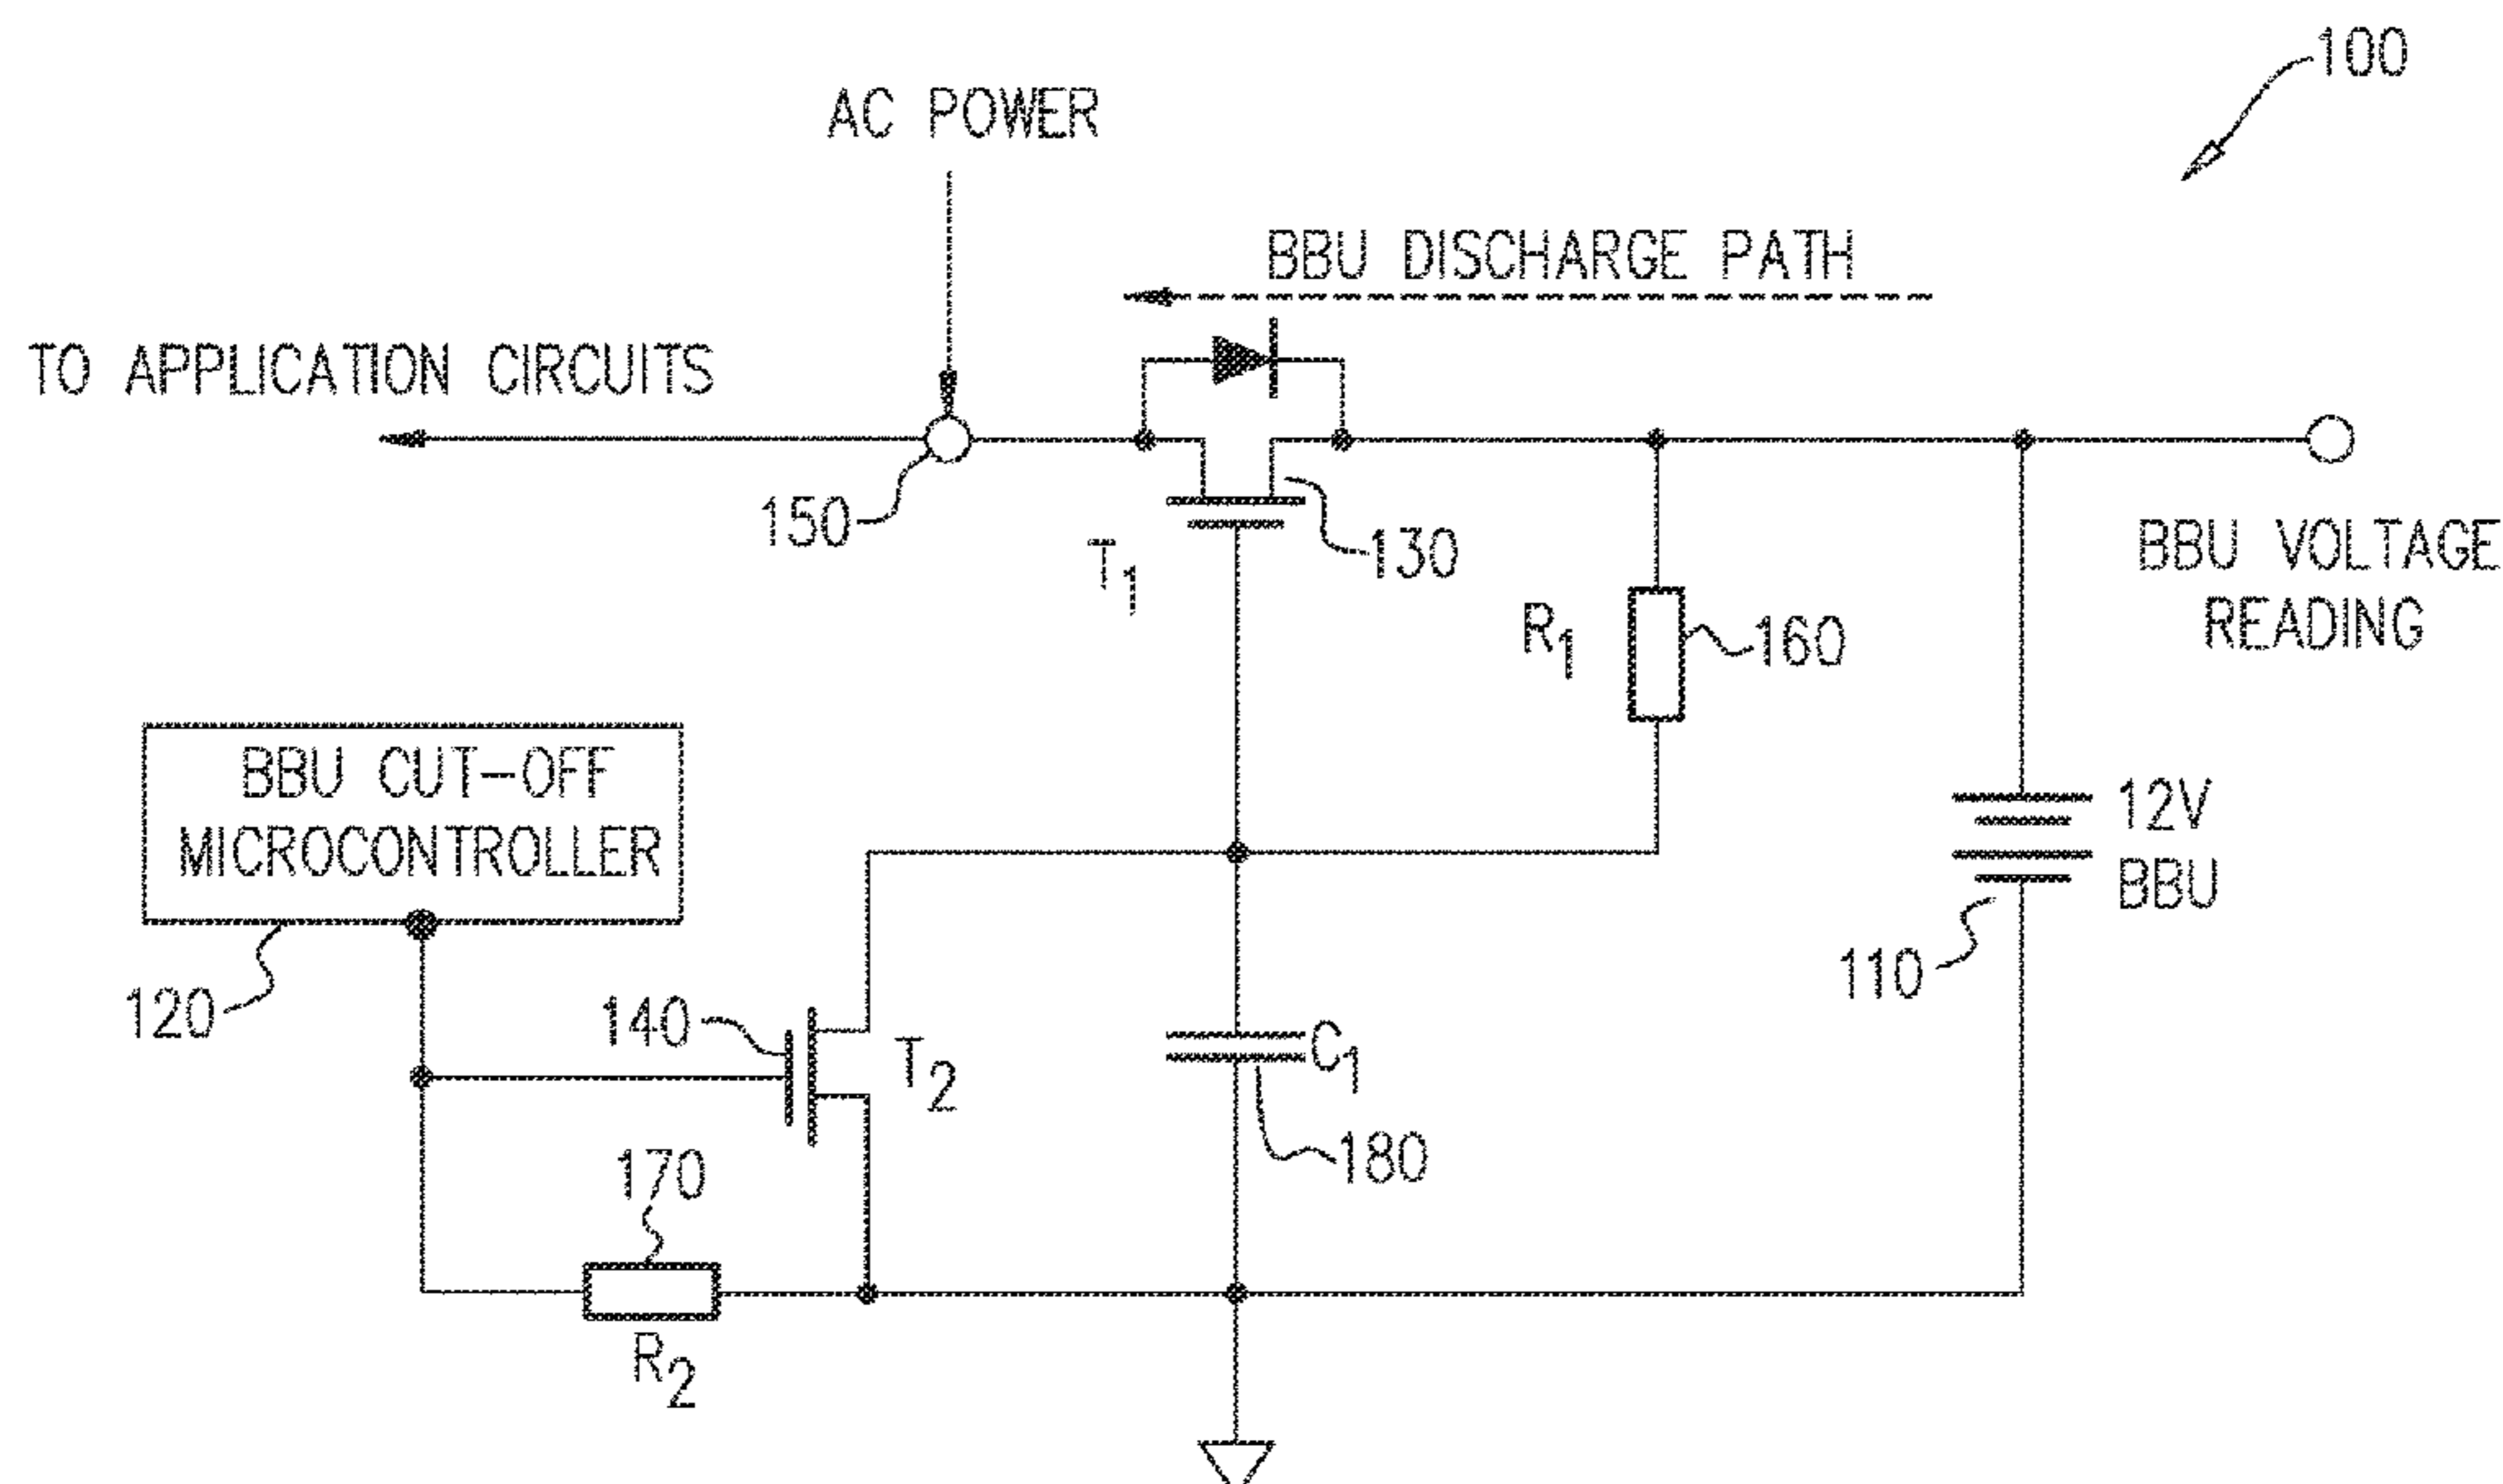 100
AC POWER
BBU DISCHARGE PATH
TO APPLICATION CIRCUITS
150
T1
130
BBU VOLTAGE
READING
R1
160
BBU CUT-OFF
MICROCONTROLLER
12V
BBU
110
120
140
T2
C1
180
170
R2